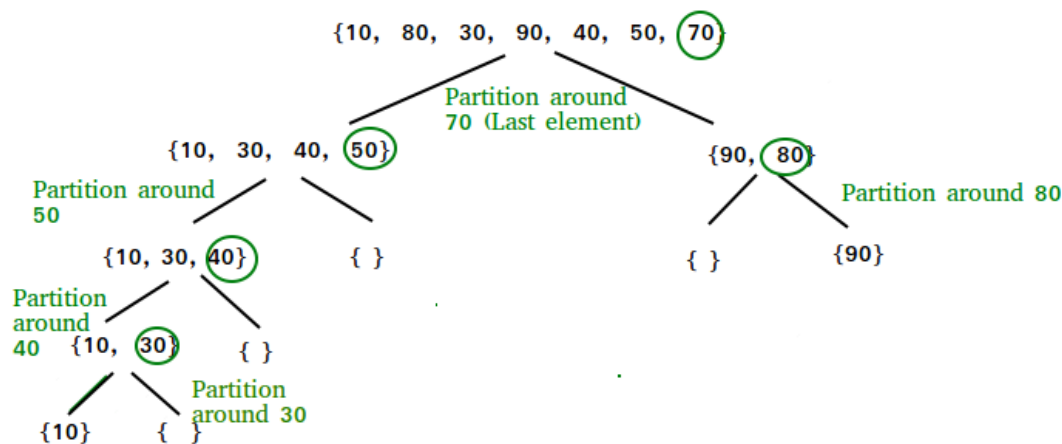 {10, 80, 30, 90, 40, 50, 70}
Partition around
70 (Last element)
{10, 30, 40, 50}
{90, 80}
Partition around
50
Partition around 80
{10, 30, 40}
{ }
{ }
{90}
Partition
around
40
{10, 30}
{ }
Partition
around 30
{10}
{ }